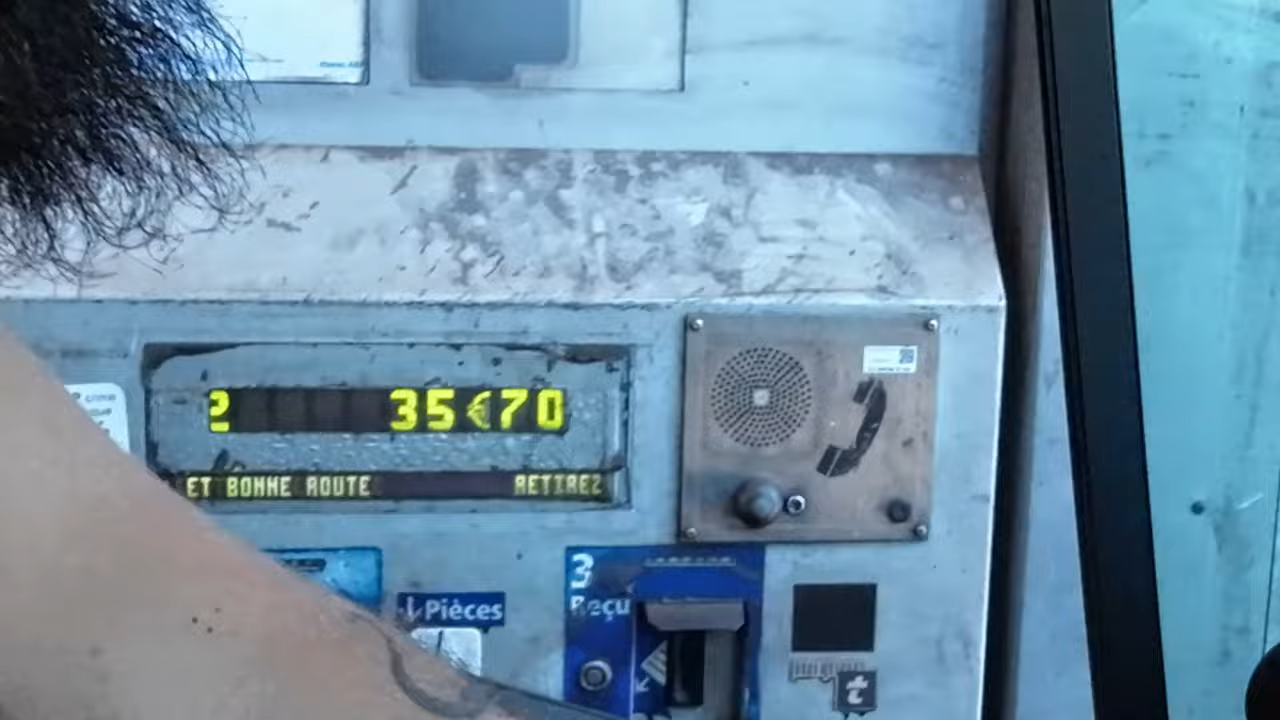 2 35€70
ET BONNE ROUTE RETIREZ
Pièces
3
Reçu
t